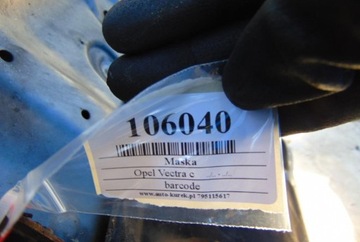 106040
Maska
Opel Vectra c
barcode
www.auto-kurek.pl 795115617